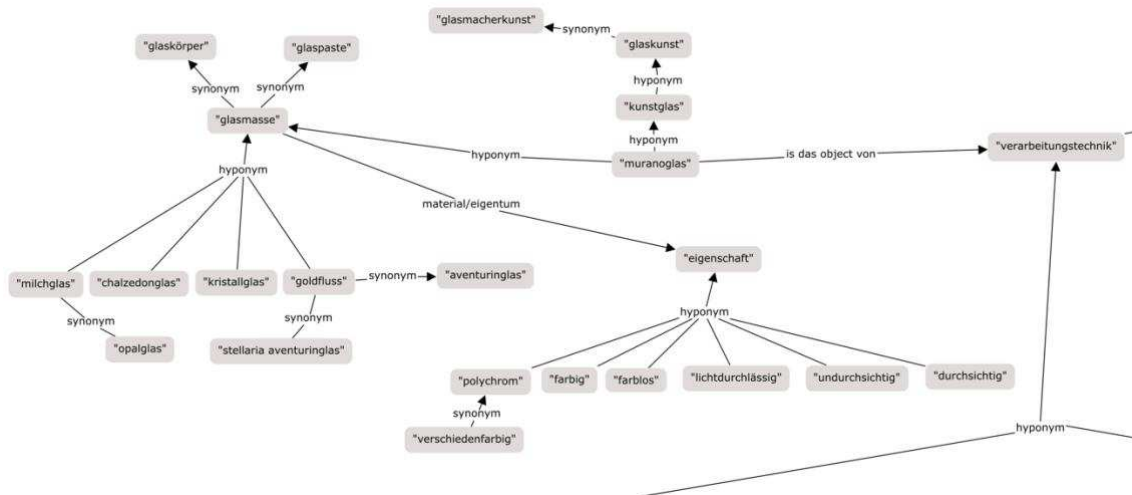 "glasmacherkunst"
synonym
"glaskörper"
"glaspaste"
"glaskunst"
synonym
synonym
hyponym
"kunstglas"
"glasmasse"
hyponym
"verarbeitungstechnik"
hyponym
"muranoglas"
is das object von
hyponym
material/eigentum
"eigenschaft"
"milchglas"
"chalzedonglas"
"kristallglas"
"goldfluss"
synonym
"aventuringlas"
synonym
synonym
hyponym
"opalglas"
"stellaria aventuringlas"
"polychrom"
"farbig"
"farblos"
"lichtdurchlässig"
"undurchsichtig"
"durchsichtig"
synonym
"verschiedenfarbig"
hyponym